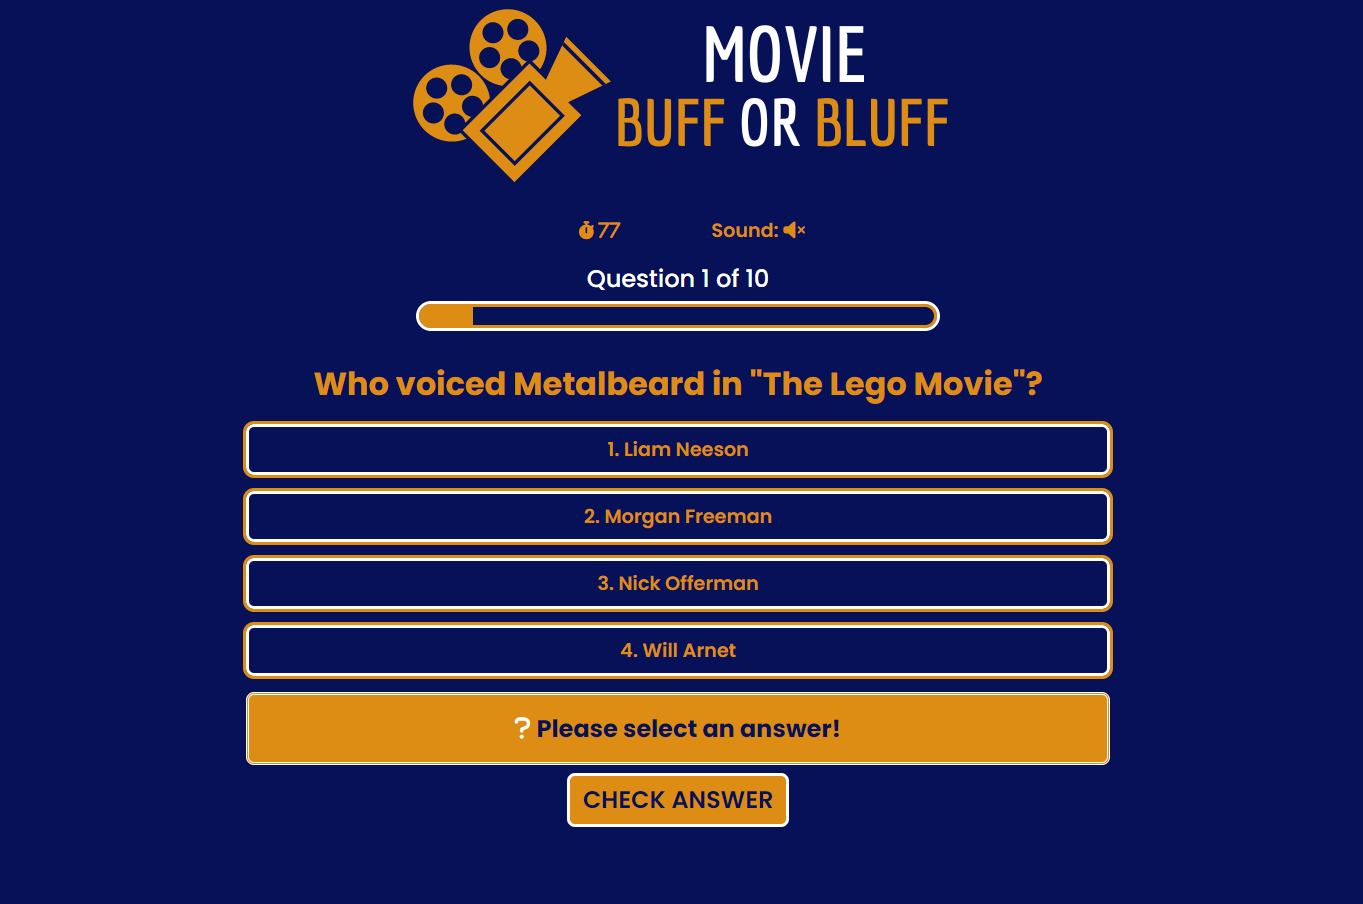 MOVIE
BUFF OR BLUFF
77
Sound:
Question 1 of 10
Who voiced Metalbeard in "The Lego Movie"?
1. Liam Neeson
2. Morgan Freeman
3. Nick Offerman
4. Will Arnet
? Please select an answer!
CHECK ANSWER